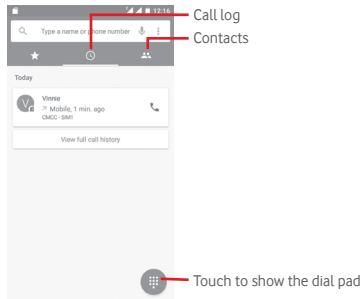 12:16
Call log
Type a name or phone number
Contacts
Today
Vinnie
Mobile, 1 min. ago
CMCC - SIM1
View full call history
Touch to show the dial pad